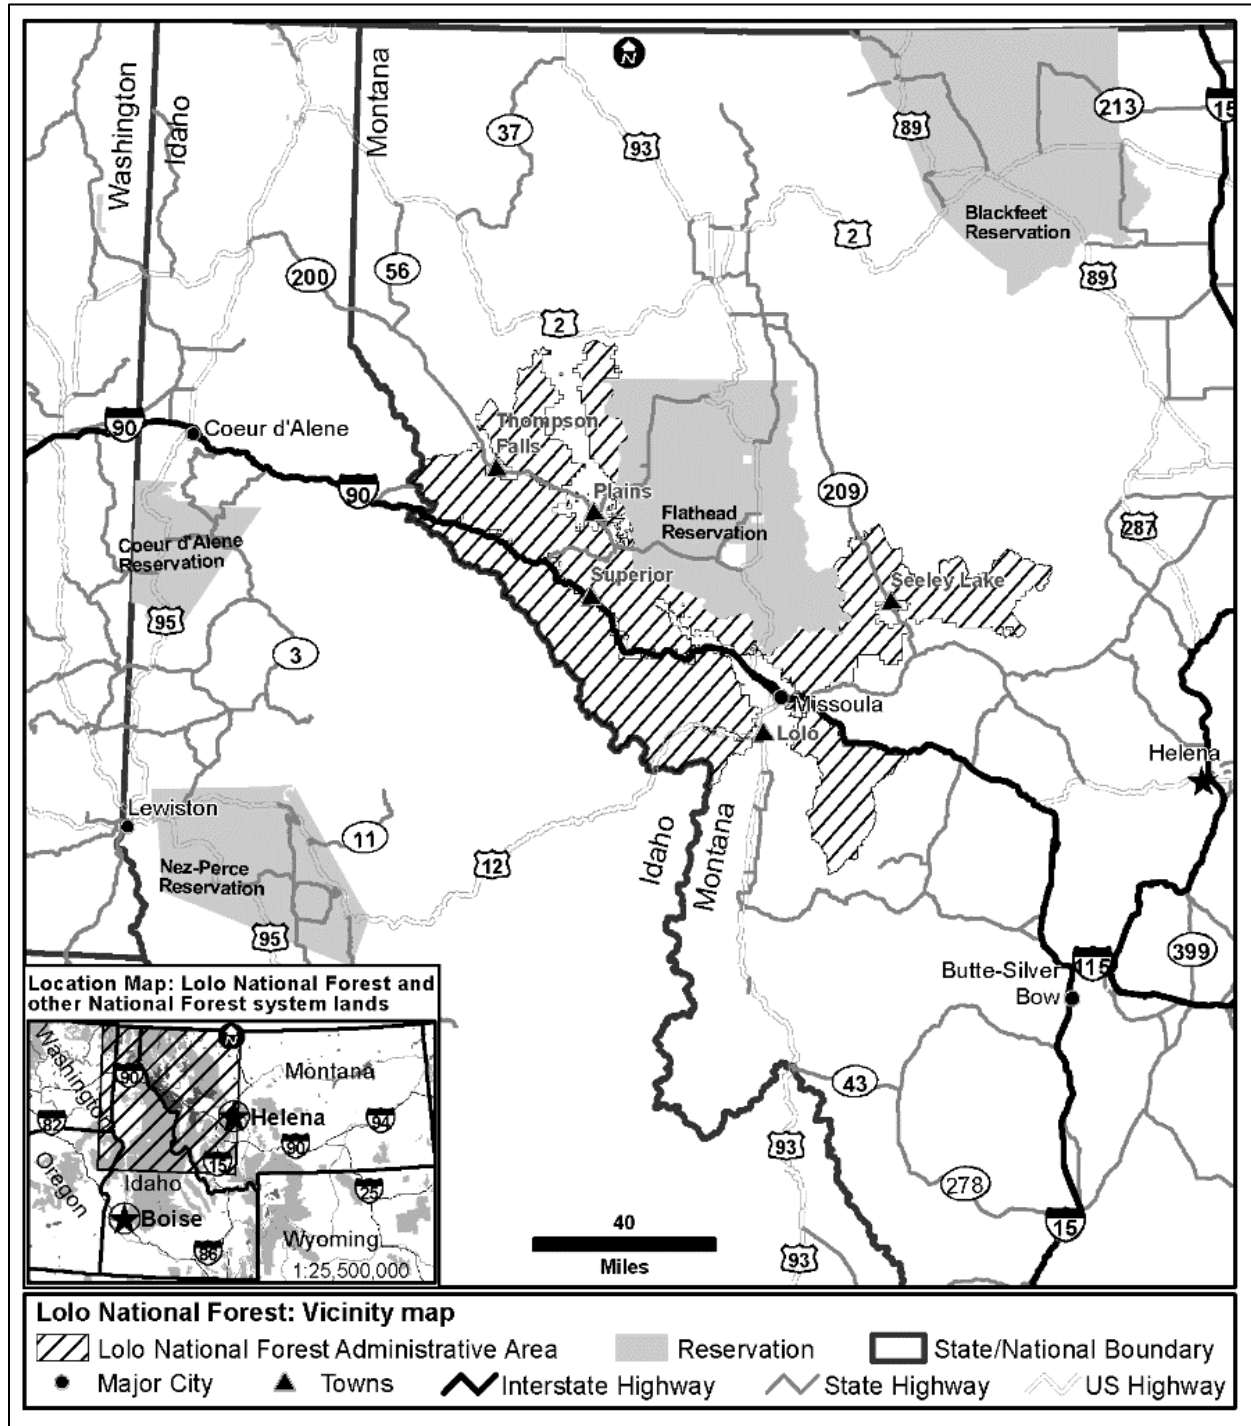 Washington
Idaho
Montana
N
37
93
89
213
15
Blackfeet
Reservation
2
89
200
56
2
90
Coeur d'Alene
90
Thompson
Falls
Plains
Flathead
Reservation
209
287
Coeur d'Alene
Reservation
Superior
Seeley Lake
95
3
Missoula
Lolo
Helena
Lewiston
11
Nez-Perce
Reservation
12
Idaho
Montana
95
399
Butte-Silver
Bow
115
43
93
278
15
93
40
Miles
Location Map: Lolo National Forest and
other National Forest system lands
N
Washington
90
Montana
82
Helena
94
90
15
Oregon
Idaho
25
Boise
86
Wyoming
1:25,500,000
Lolo National Forest: Vicinity map
Lolo National Forest Administrative Area
Reservation
State/National Boundary
Major City
Towns
Interstate Highway
State Highway
US Highway